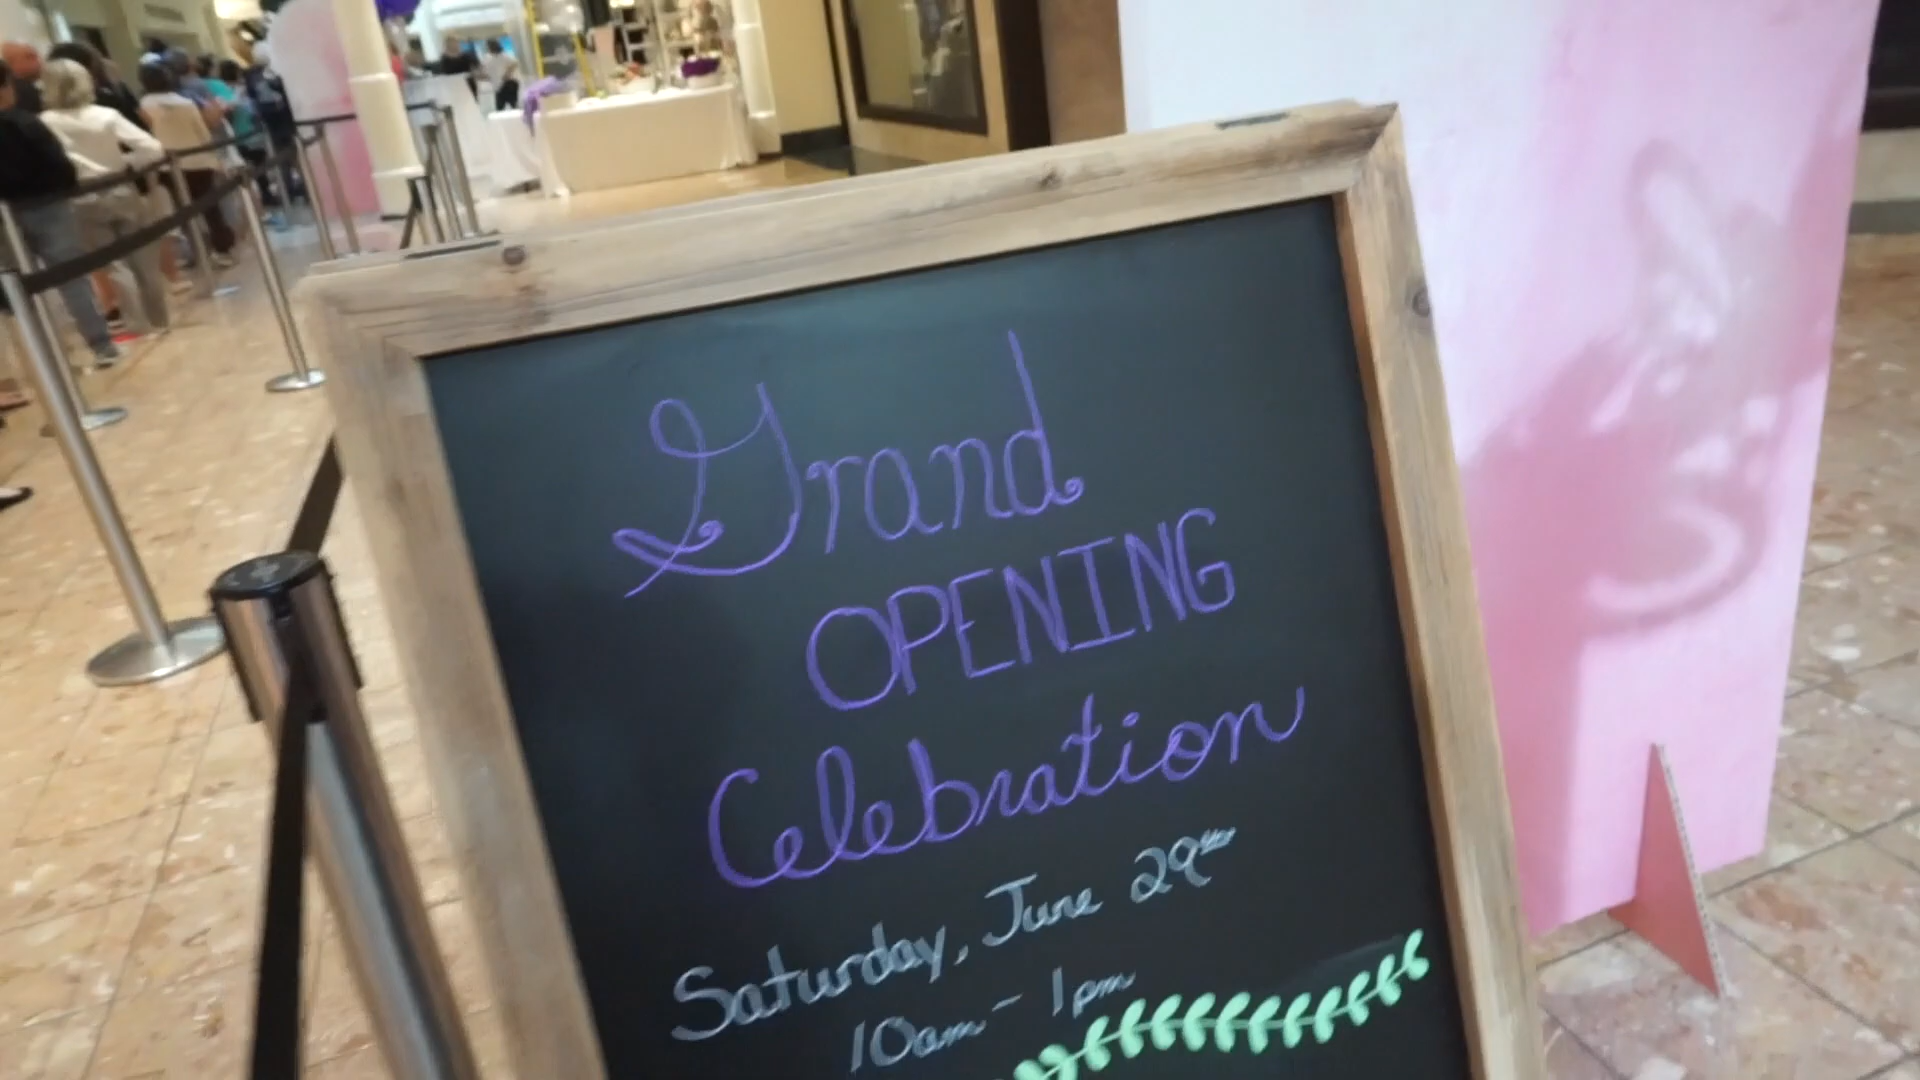 Grand
OPENING
Celebration
Saturday, June 29th
10am - 1pm